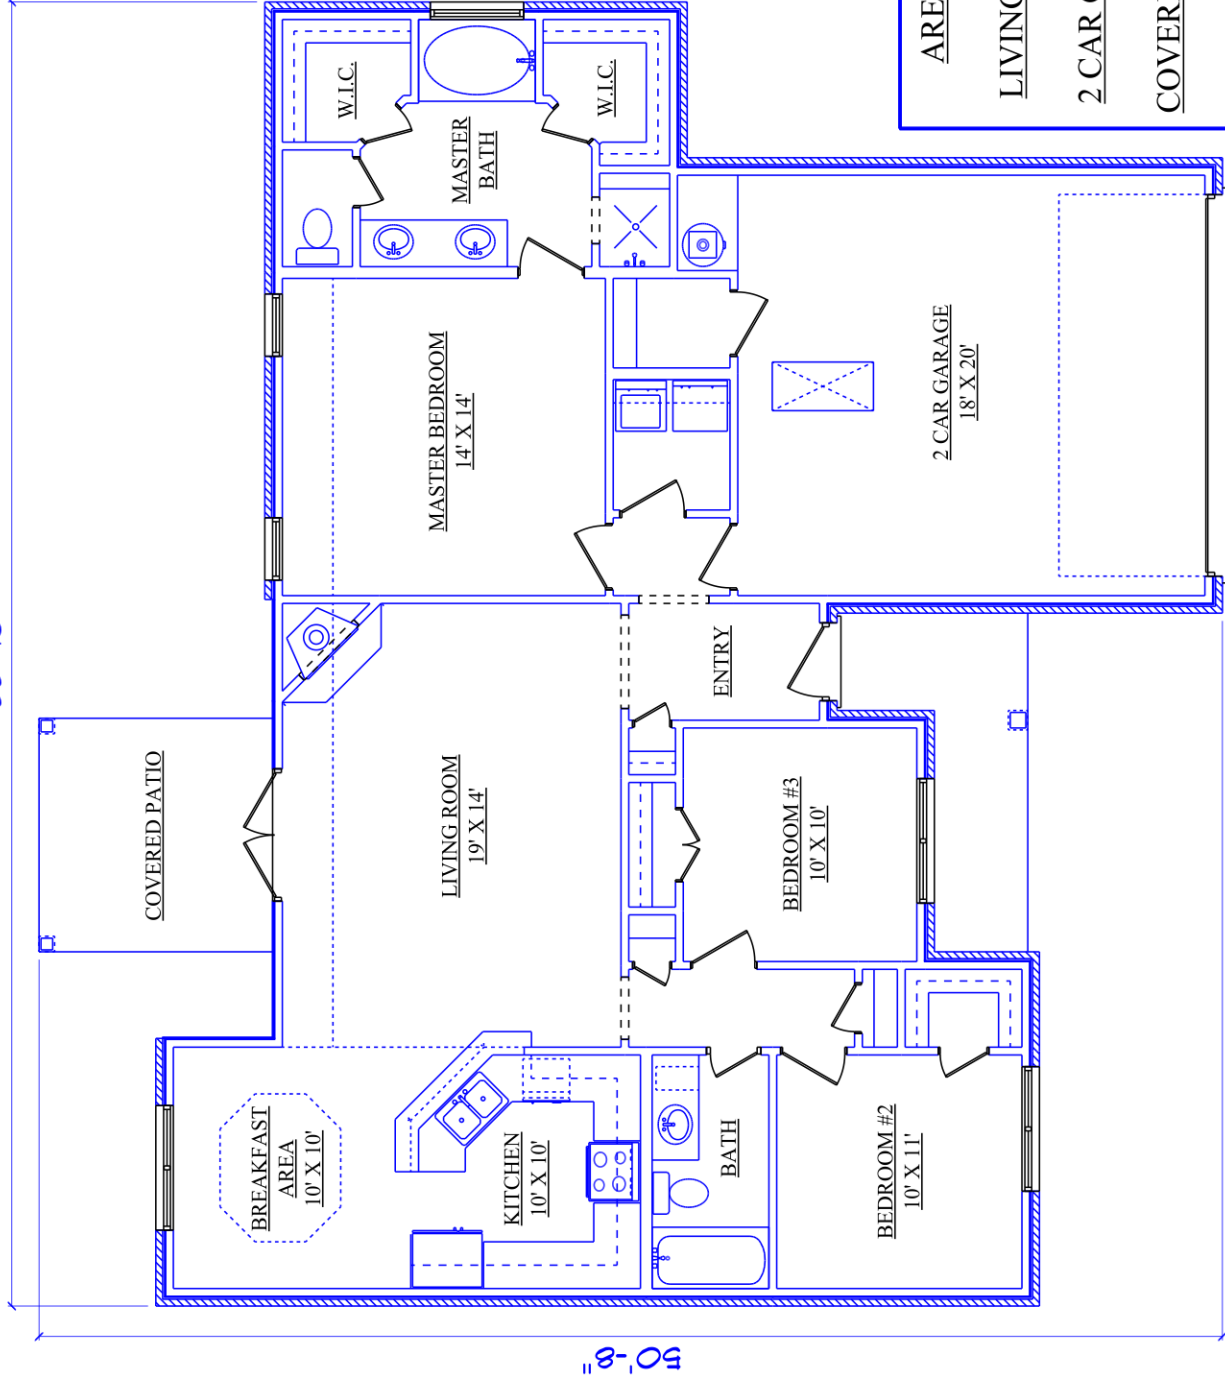 W.I.C.
W.I.C.
MASTER
BATH
MASTER BEDROOM
14' X 14'
2 CAR GARAGE
18' X 20'
COVERED PATIO
LIVING ROOM
19' X 14'
ENTRY
BEDROOM #3
10' X 10'
BREAKFAST
AREA
10' X 10'
KITCHEN
10' X 10'
BATH
BEDROOM #2
10' X 11'
50'-8"
ARE
LIVING
2 CAR
COVER